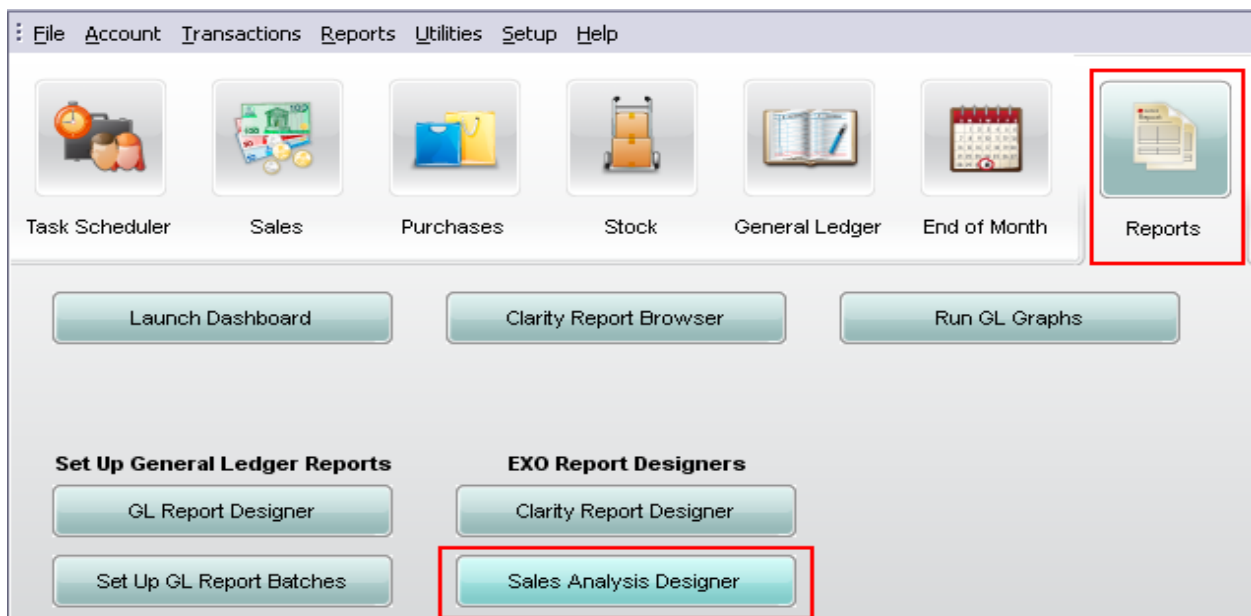 File Account Transactions Reports Utilities Setup Help
Task Scheduler Sales Purchases Stock General Ledger End of Month Reports
Launch Dashboard Clarity Report Browser Run GL Graphs
Set Up General Ledger Reports EXO Report Designers
GL Report Designer Clarity Report Designer
Set Up GL Report Batches Sales Analysis Designer